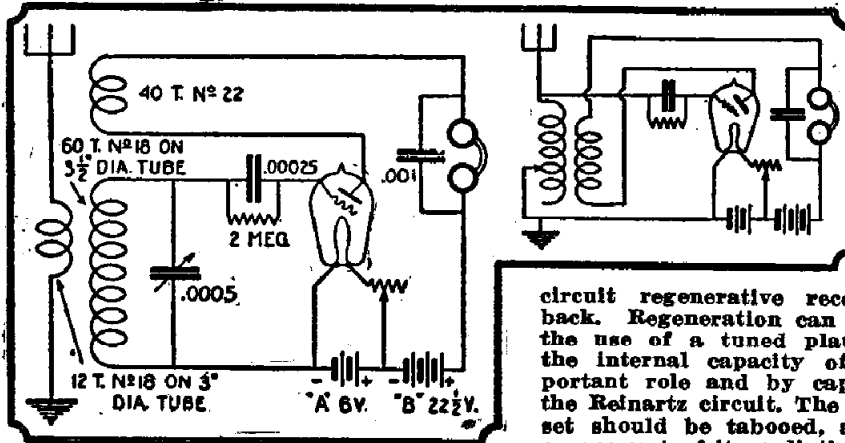 40 T. Nº 22
60 T. Nº 18 ON
3½" DIA. TUBE
.00025
2 MEG.
.001
.0005
12 T. Nº 18 ON 3"
DIA. TUBE
- +
- +
"A" 6V.
"B" 22½V.
circuit regenerative rece
back. Regeneration can
the use of a tuned pla
the internal capacity of
portant role and by cap
the Reinartz circuit. The
set should be tabooed, a